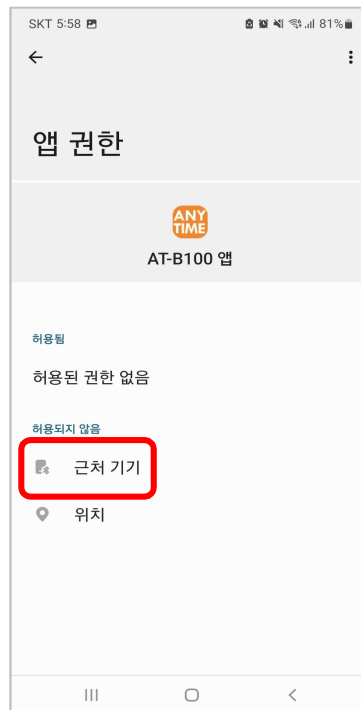 SKT 5:58 81%
앱 권한
ANY
TIME
AT-B100 앱
허용됨
허용된 권한 없음
허용되지 않음
근처 기기
위치